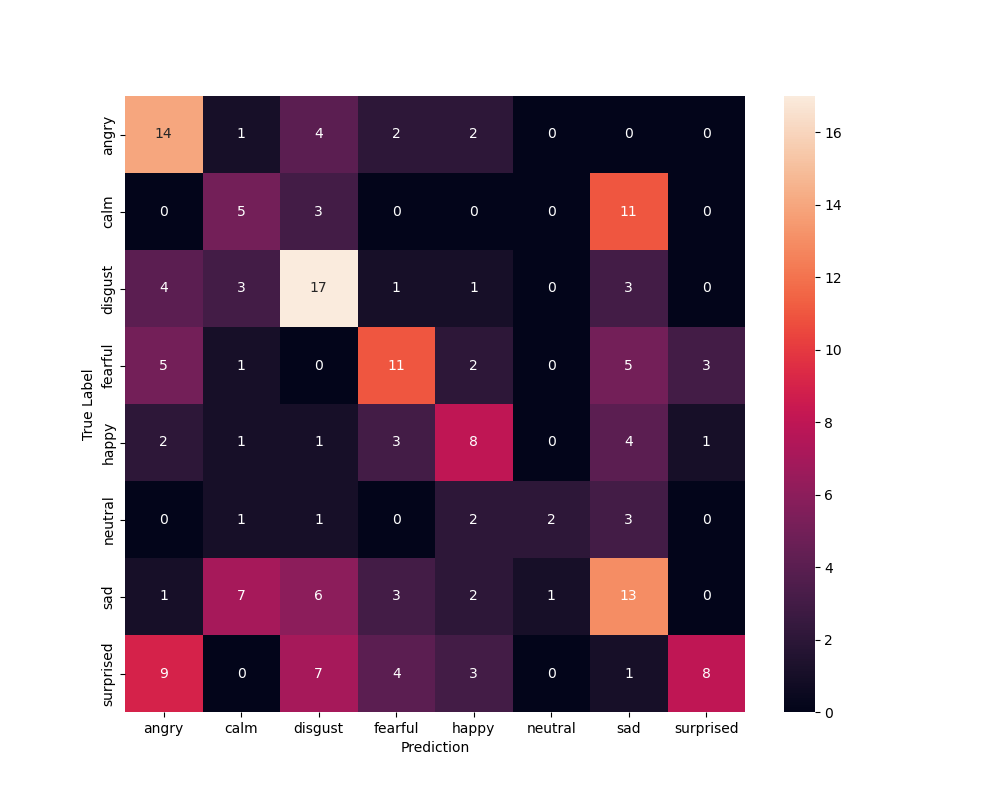 angry 14 1 4 2 2 0 0 0
calm 0 5 3 0 0 0 11 0
disgust 4 3 17 1 1 0 3 0
fearful 5 1 0 11 2 0 5 3
happy 2 1 1 3 8 0 4 1
neutral 0 1 1 0 2 2 3 0
sad 1 7 6 3 2 1 13 0
surprised 9 0 7 4 3 0 1 8
angry calm disgust fearful happy neutral sad surprised
Prediction
True Label
16
14
12
10
8
6
4
2
0